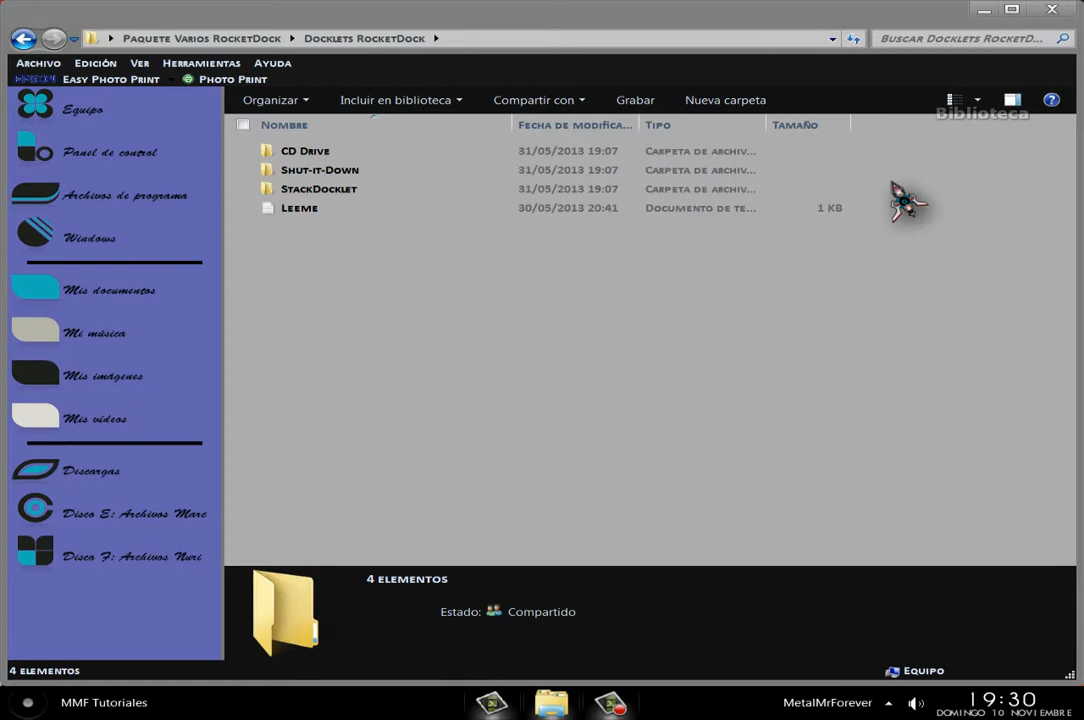 Paquete Varios RocketDock Docklets RocketDock Buscar Docklets RocketD...
Archivo Edición Ver Herramientas Ayuda
EPSON Easy Photo Print Photo Print
Organizar Incluir en biblioteca Compartir con Grabar Nueva carpeta
Biblioteca
Nombre Fecha de modifica... Tipo Tamaño
CD Drive 31/05/2013 19:07 Carpeta de archiv...
Shut-it-Down 31/05/2013 19:07 Carpeta de archiv...
StackDocklet 31/05/2013 19:07 Carpeta de archiv...
Leeme 30/05/2013 20:41 Documento de te... 1 KB
Equipo
Panel de control
Archivos de programa
Windows
Mis documentos
Mi música
Mis imágenes
Mis vídeos
Descargas
Disco E: Archivos Marc
Disco F: Archivos Nuri
4 elementos
Estado: Compartido
4 elementos Equipo
MMF Tutoriales MetalMrForever 19:30
domingo 10 noviembre